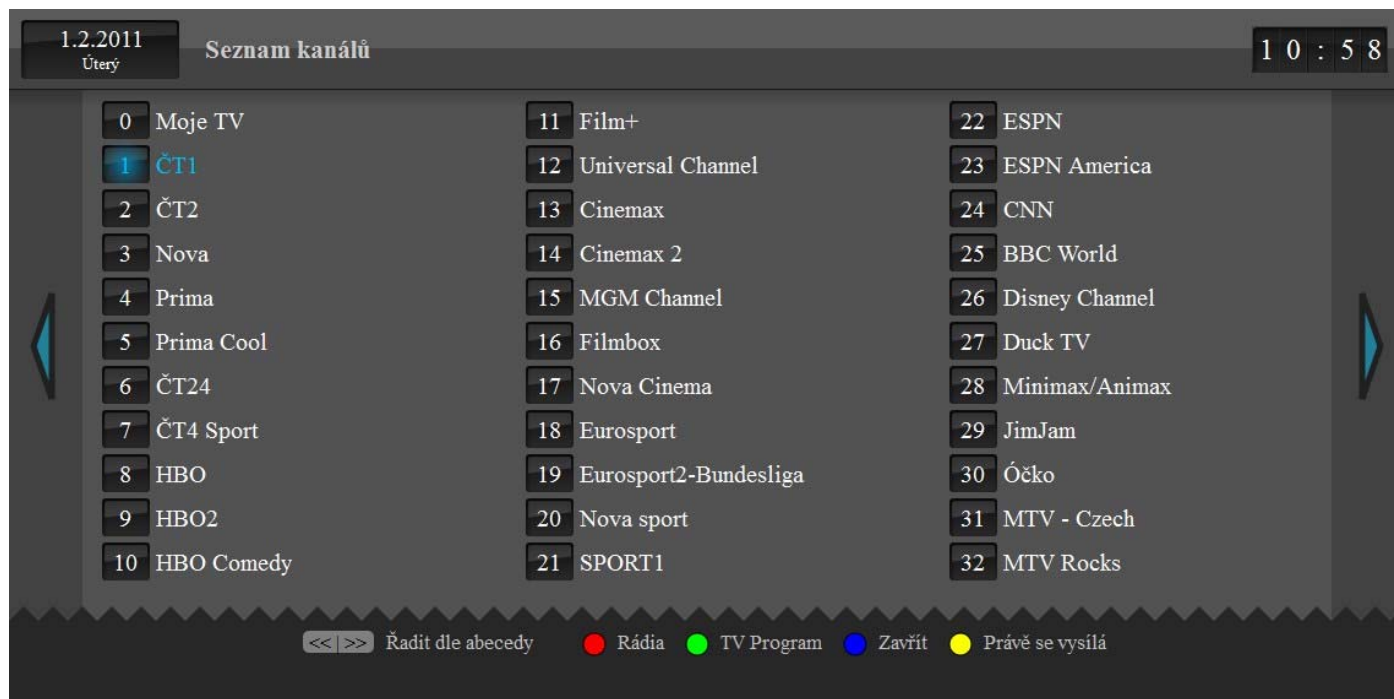 1.2.2011
Úterý
Seznam kanálů
10:58
0 Moje TV
1 ČT1
2 ČT2
3 Nova
4 Prima
5 Prima Cool
6 ČT24
7 ČT4 Sport
8 HBO
9 HBO2
10 HBO Comedy
11 Film+
12 Universal Channel
13 Cinemax
14 Cinemax 2
15 MGM Channel
16 Filmbox
17 Nova Cinema
18 Eurosport
19 Eurosport2-Bundesliga
20 Nova sport
21 SPORT1
22 ESPN
23 ESPN America
24 CNN
25 BBC World
26 Disney Channel
27 Duck TV
28 Minimax/Animax
29 JimJam
30 Óčko
31 MTV - Czech
32 MTV Rocks
<<|>> Řadit dle abecedy Rádia TV Program Zavřít Právě se vysílá